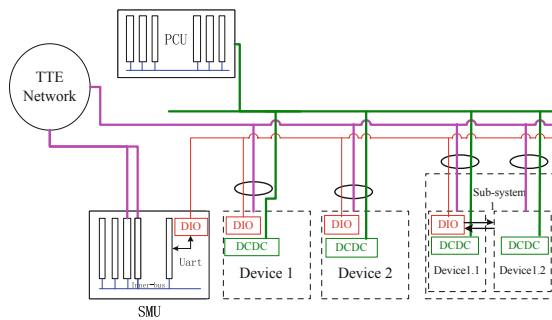 PCU
TTE
Network
Sub-system
1
DIO
DIO
DIO
DIO
Uart
DCDC
DCDC
DCDC
DCDC
Device 1
Device 2
Device1.1
Device1.2
Inner-bus
SMU